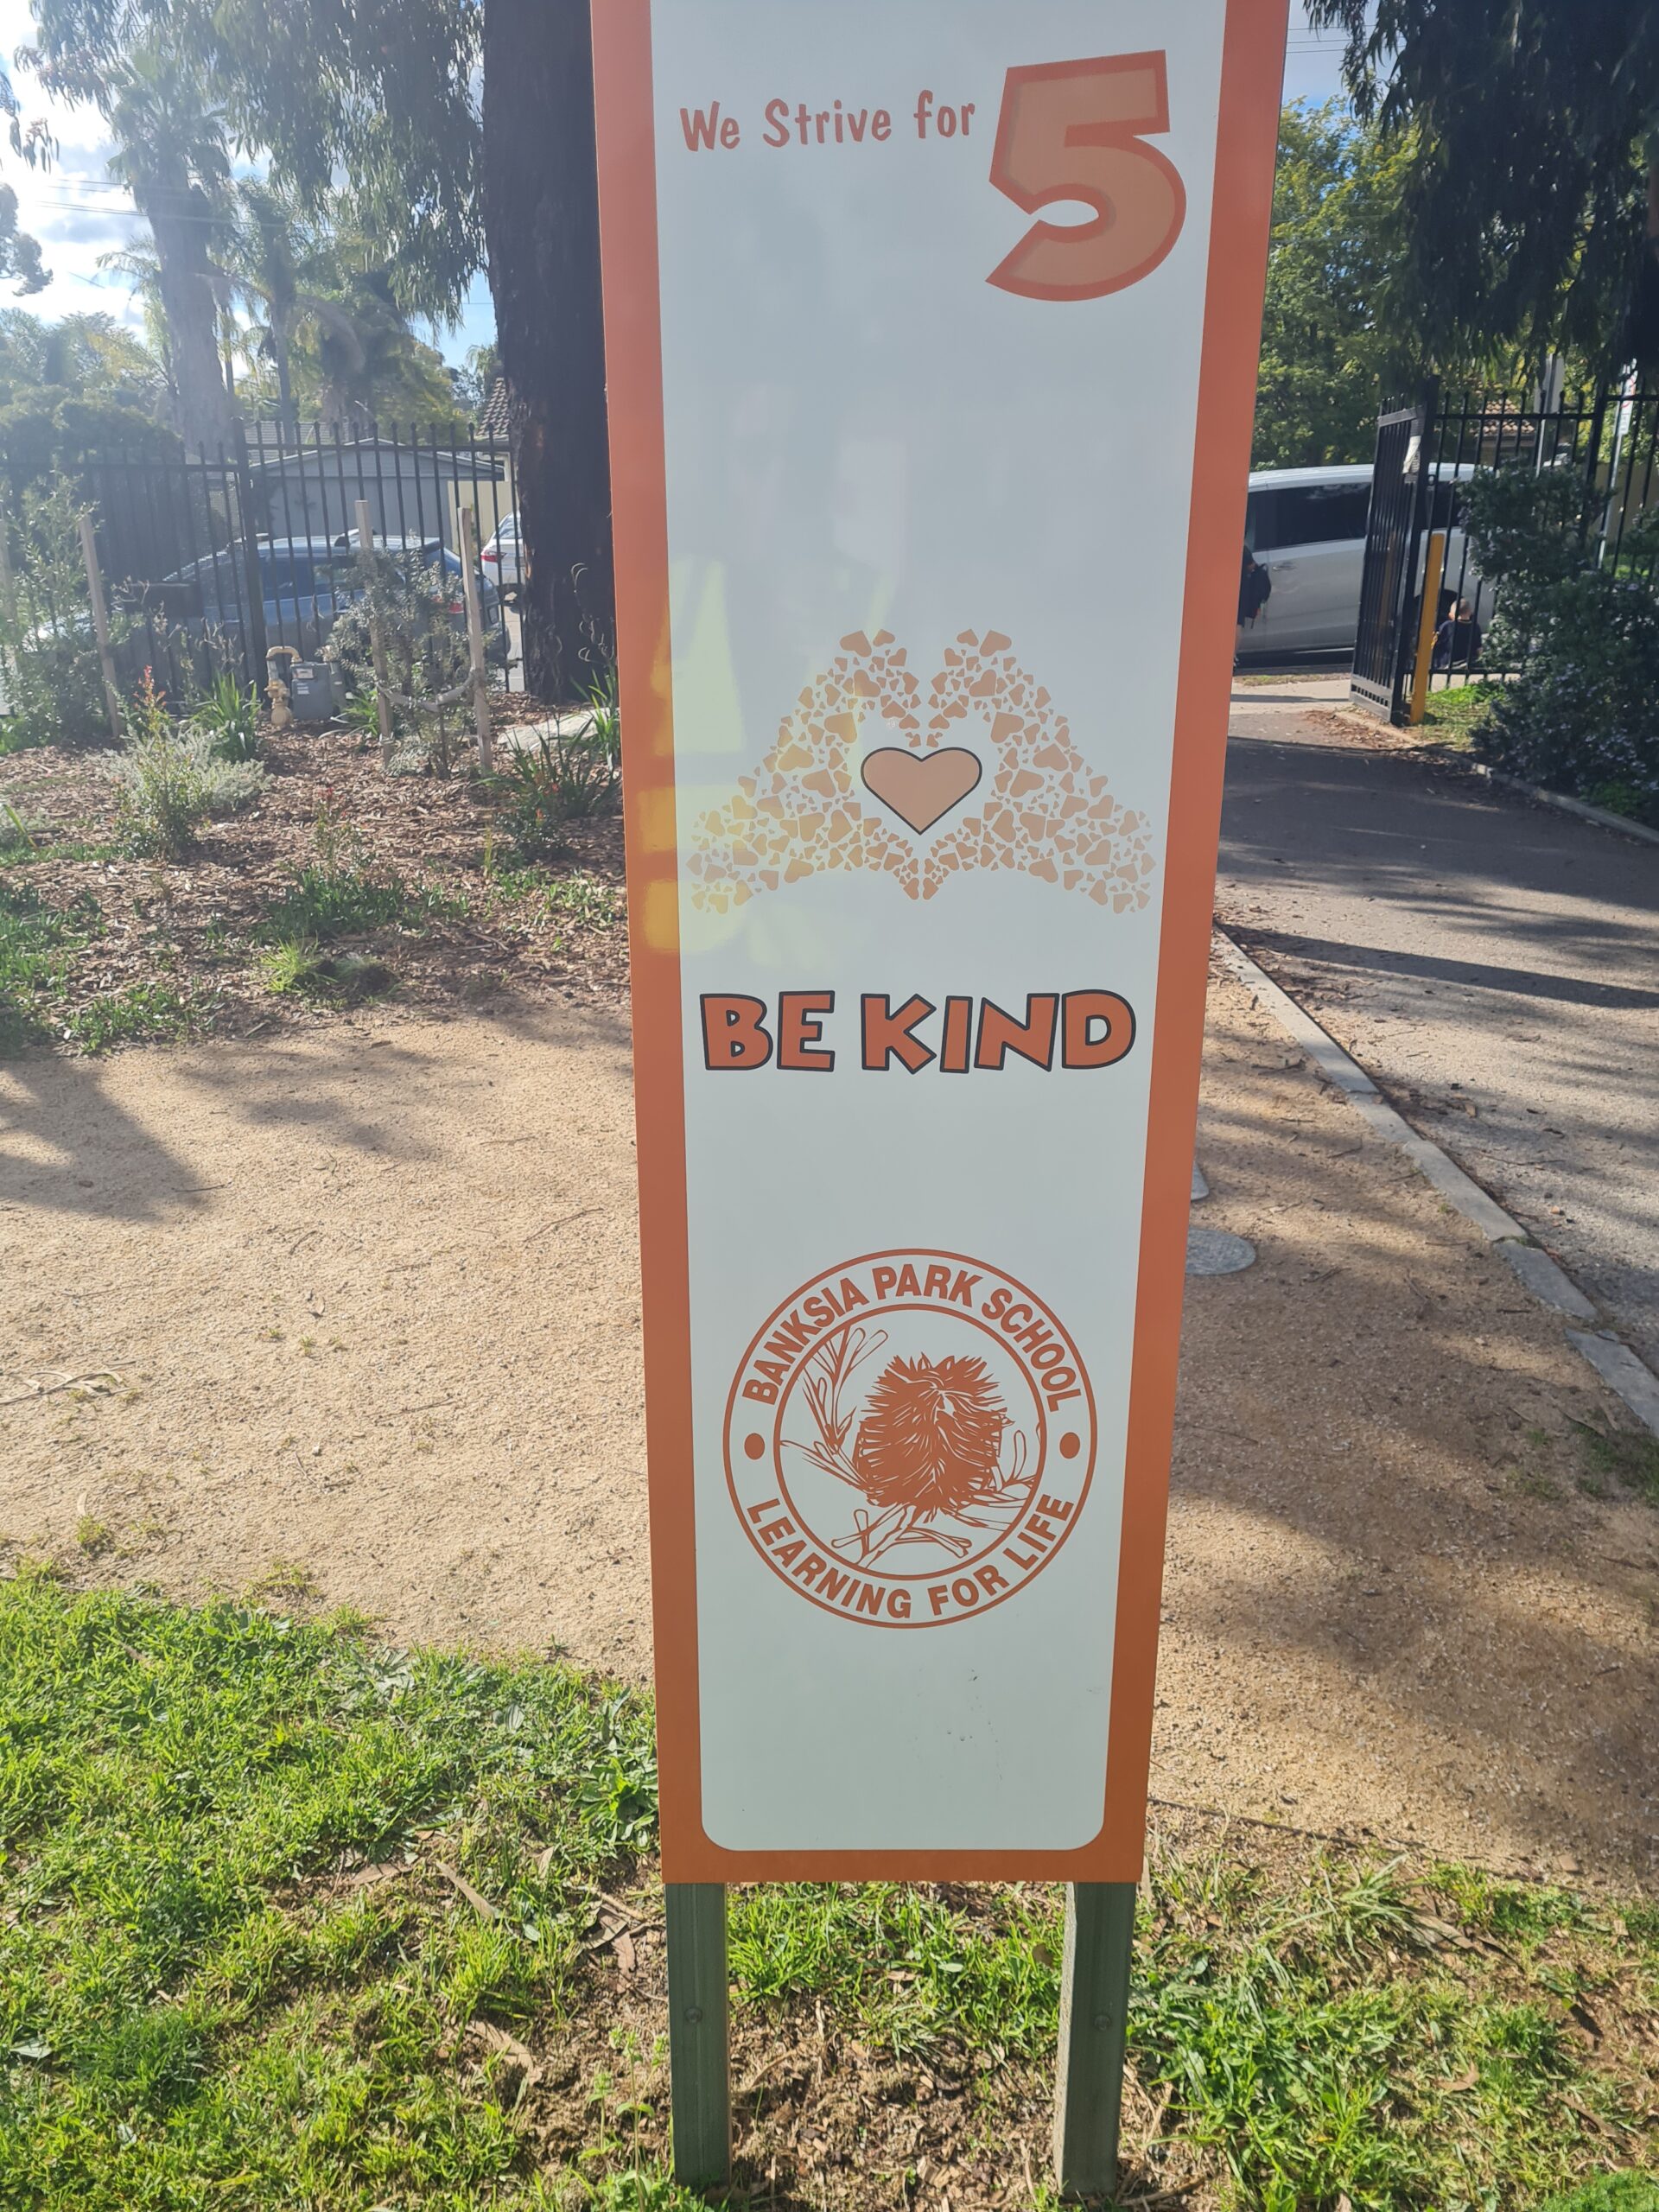 We Strive for 5
BE KIND
BANKSIA PARK SCHOOL
LEARNING FOR LIFE